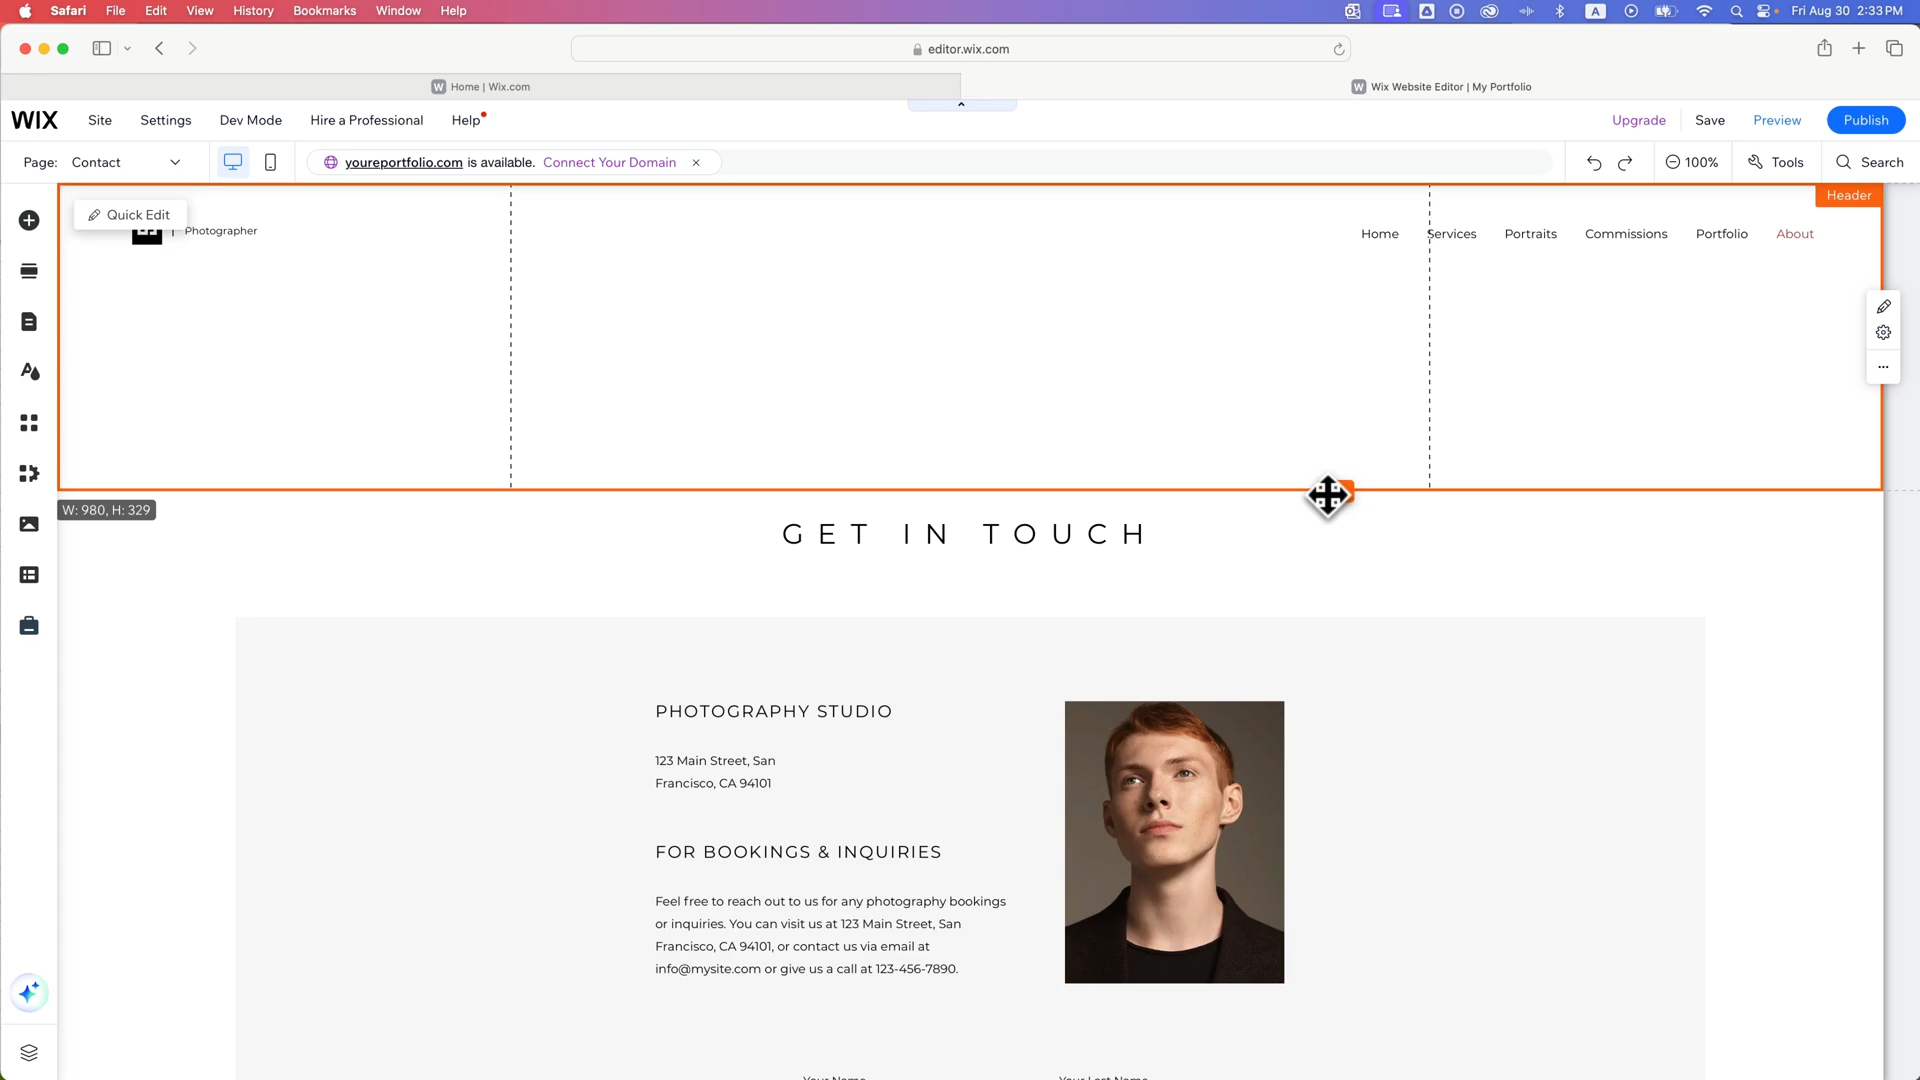 Safari File Edit View History Bookmarks Window Help
A
Fri Aug 30 2:33 PM
editor.wix.com
W Home | Wix.com
W Wix Website Editor | My Portfolio
WIX Site Settings Dev Mode Hire a Professional Help
Upgrade Save Preview Publish
Page: Contact
youreportfolio.com is available. Connect Your Domain
100% Tools Search
Header
Quick Edit
| Photographer
Home Services Portraits Commissions Portfolio About
W: 980, H: 329
GET IN TOUCH
PHOTOGRAPHY STUDIO
123 Main Street, San
Francisco, CA 94101
FOR BOOKINGS & INQUIRIES
Feel free to reach out to us for any photography bookings
or inquiries. You can visit us at 123 Main Street, San
Francisco, CA 94101, or contact us via email at
info@mysite.com or give us a call at 123-456-7890.
Your Name Your Last Name